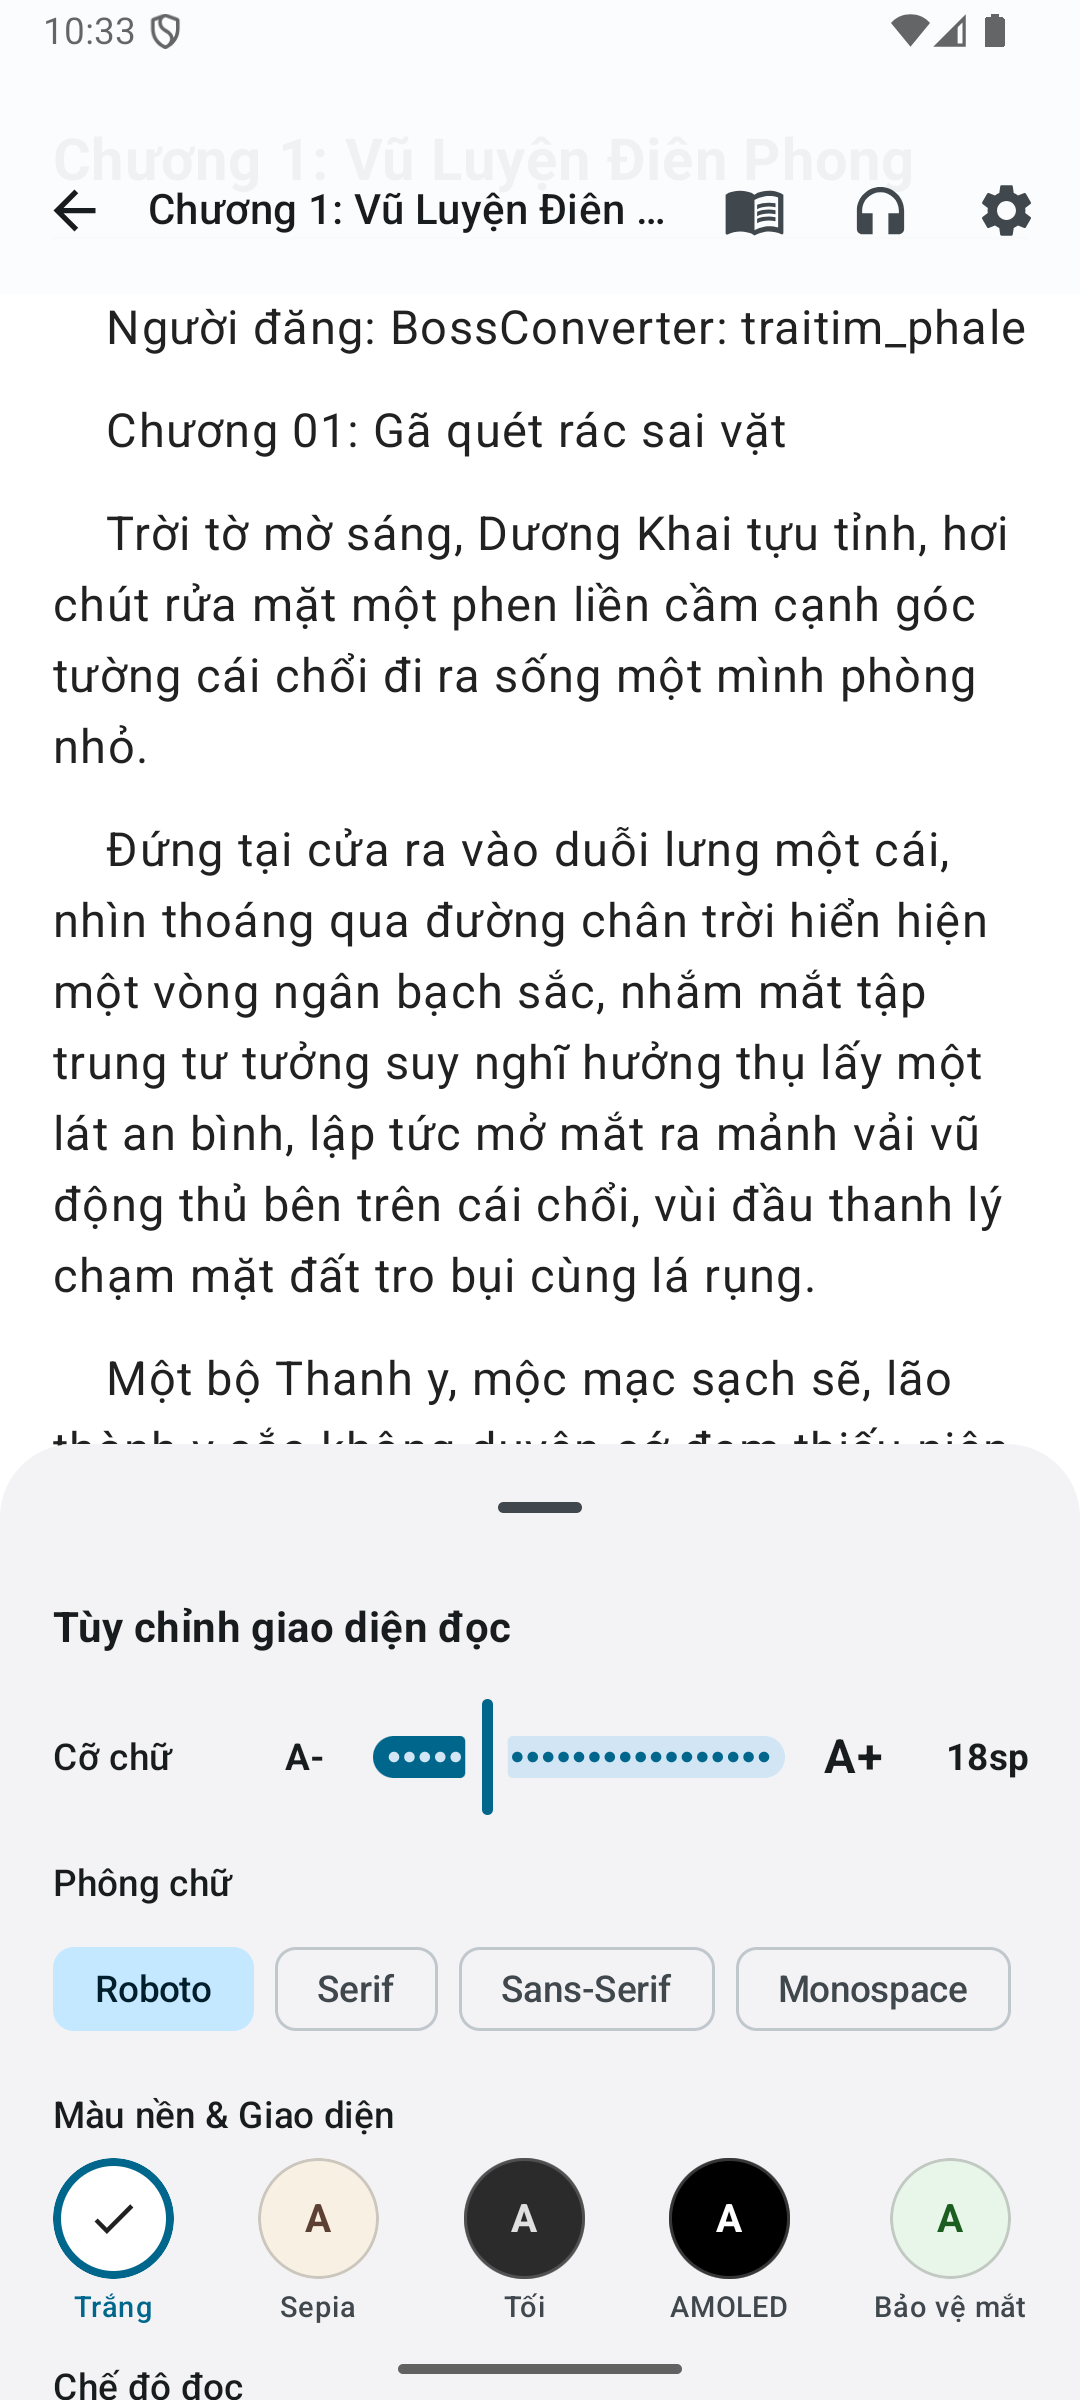 10:33
Chương 1: Vũ Luyện Điên Phong
Chương 1: Vũ Luyện Điên ...
Người đăng: BossConverter: traitim_phale
Chương 01: Gã quét rác sai vặt
Trời tờ mờ sáng, Dương Khai tựu tỉnh, hơi
chút rửa mặt một phen liền cầm cạnh góc
tường cái chổi đi ra sống một mình phòng
nhỏ.
Đứng tại cửa ra vào duỗi lưng một cái,
nhìn thoáng qua đường chân trời hiển hiện
một vòng ngân bạch sắc, nhắm mắt tập
trung tư tưởng suy nghĩ hưởng thụ lấy một
lát an bình, lập tức mở mắt ra mảnh vải vũ
động thủ bên trên cái chổi, vùi đầu thanh lý
chạm mặt đất tro bụi cùng lá rụng.
Một bộ Thanh y, mộc mạc sạch sẽ, lão
Tùy chỉnh giao diện đọc
Cỡ chữ A- A+ 18sp
Phông chữ
Roboto Serif Sans-Serif Monospace
Màu nền & Giao diện
A A A A
Trắng Sepia Tối AMOLED Bảo vệ mắt
Chế độ đọc